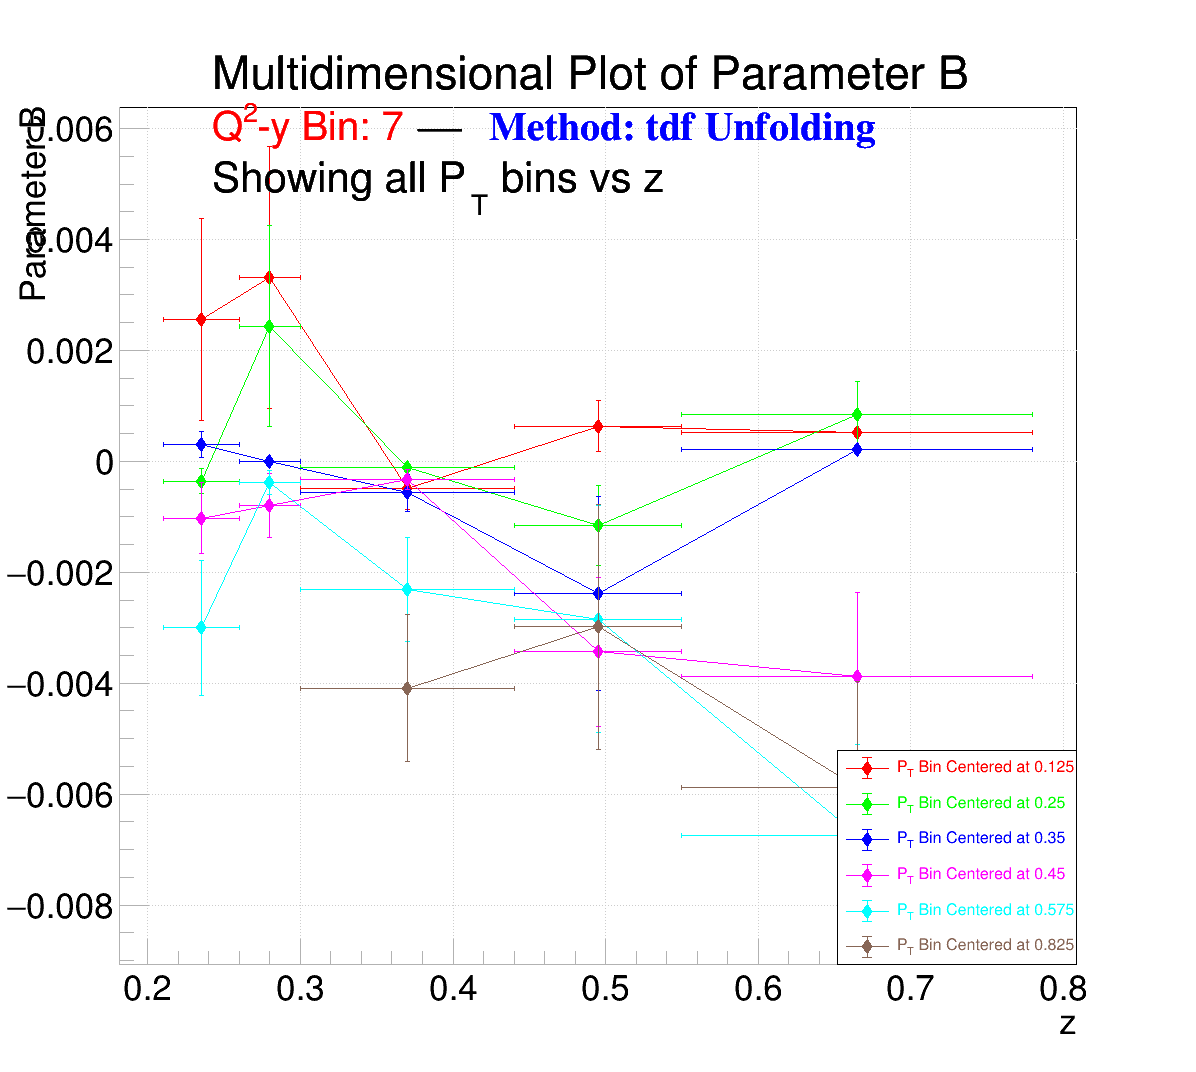 Multidimensional Plot of Parameter B
Q2-y Bin: 7 — Method: tdf Unfolding
Showing all PT bins vs z
Parameter B
0.006
0.004
0.002
0
−0.002
−0.004
−0.006
−0.008
PT Bin Centered at 0.125
PT Bin Centered at 0.25
PT Bin Centered at 0.35
PT Bin Centered at 0.45
PT Bin Centered at 0.575
PT Bin Centered at 0.825
0.2 0.3 0.4 0.5 0.6 0.7 0.8
z